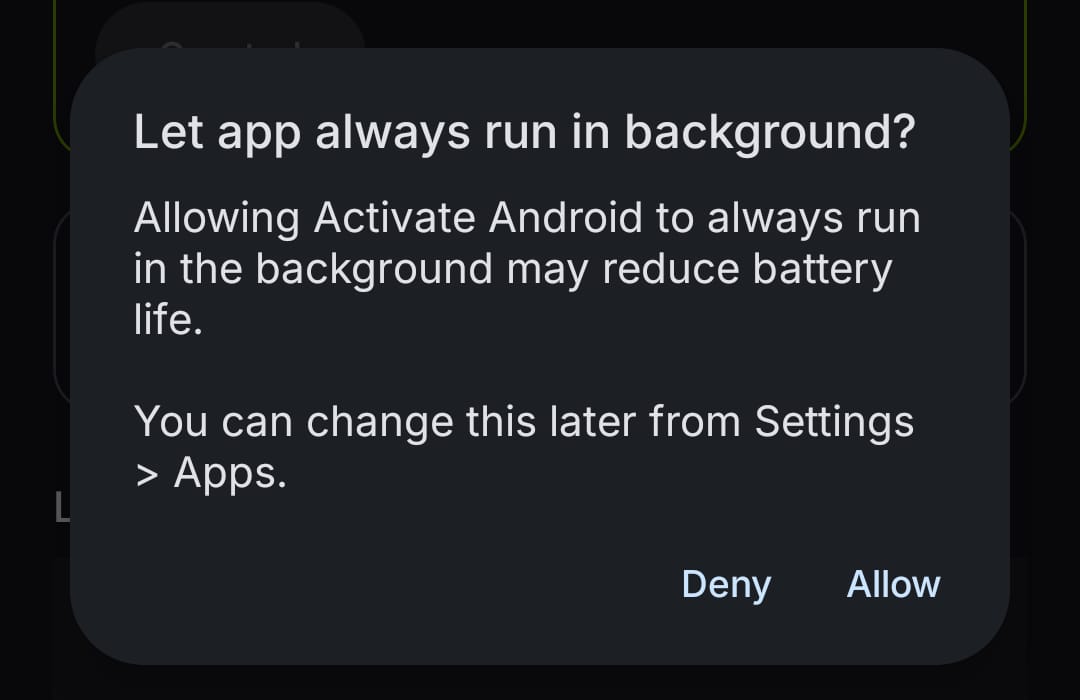 Let app always run in background?
Allowing Activate Android to always run
in the background may reduce battery
life.
You can change this later from Settings
> Apps.
Deny Allow